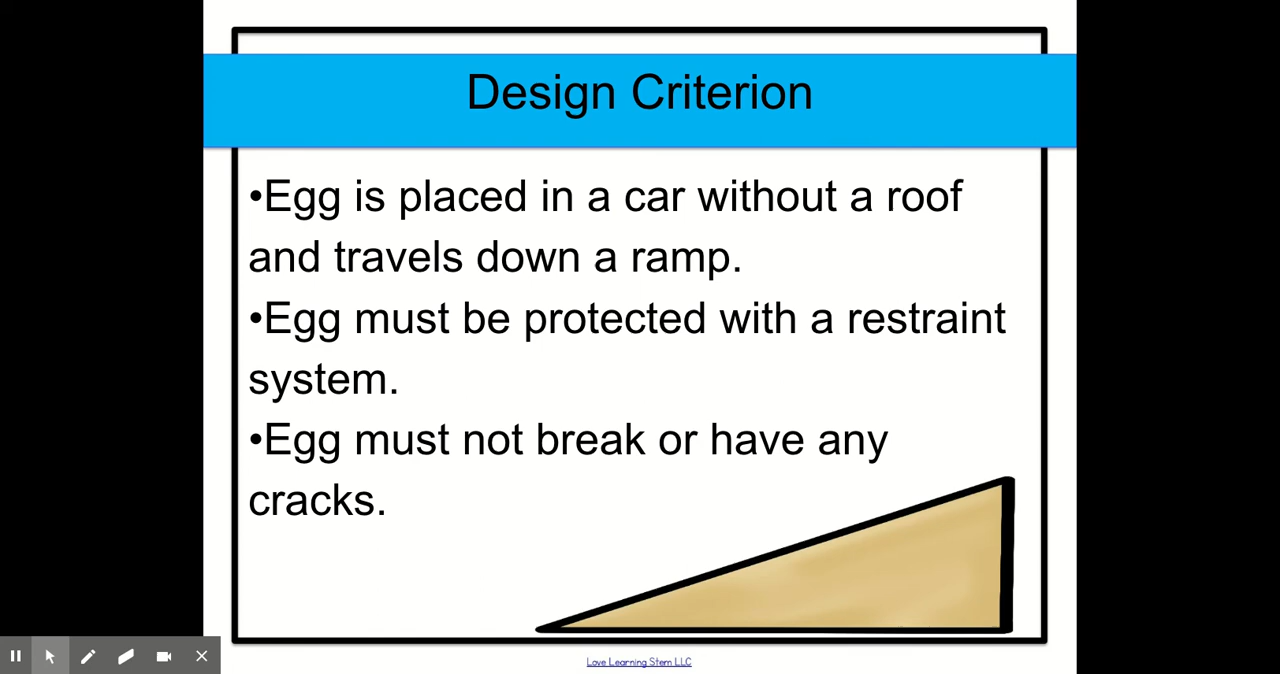 Design Criterion
•Egg is placed in a car without a roof
and travels down a ramp.
•Egg must be protected with a restraint
system.
•Egg must not break or have any
cracks.
Love Learning Stem LLC